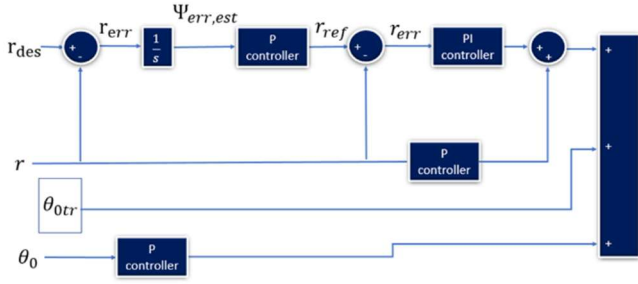 r_des
+
-
r_err
1/s
Ψ_err,est
P
controller
r_ref
+
-
r_err
PI
controller
+
+
+
r
P
controller
+
θ_0tr
θ_0
P
controller
+